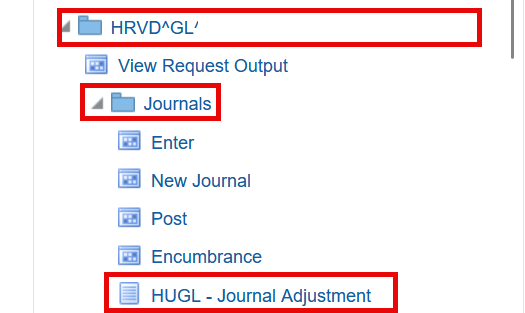 HRVD^GL^
View Request Output
Journals
Enter
New Journal
Post
Encumbrance
HUGL - Journal Adjustment